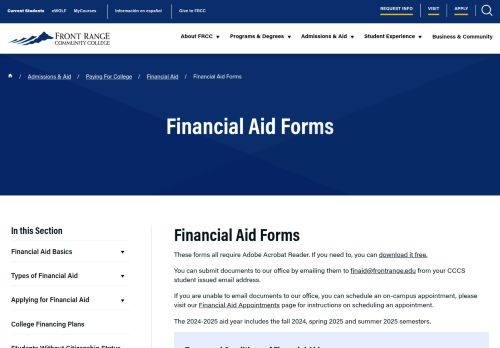 Current Students eWOLF MyCourses Información en español Give to FRCC REQUEST INFO VISIT APPLY
FRONT RANGE
COMMUNITY COLLEGE
About FRCC Programs & Degrees Admissions & Aid Student Experience Business & Community
/ Admissions & Aid / Paying For College / Financial Aid / Financial Aid Forms
Financial Aid Forms
In this Section
Financial Aid Basics
Types of Financial Aid
Applying for Financial Aid
College Financing Plans
Students Without Citizenship Status
Financial Aid Forms
These forms all require Adobe Acrobat Reader. If you need to, you can download it free.
You can submit documents to our office by emailing them to finaid@frontrange.edu from your CCCS
student issued email address.
If you are unable to email documents to our office, you can schedule an on-campus appointment, please
visit our Financial Aid Appointments page for instructions on scheduling an appointment.
The 2024-2025 aid year includes the fall 2024, spring 2025 and summer 2025 semesters.